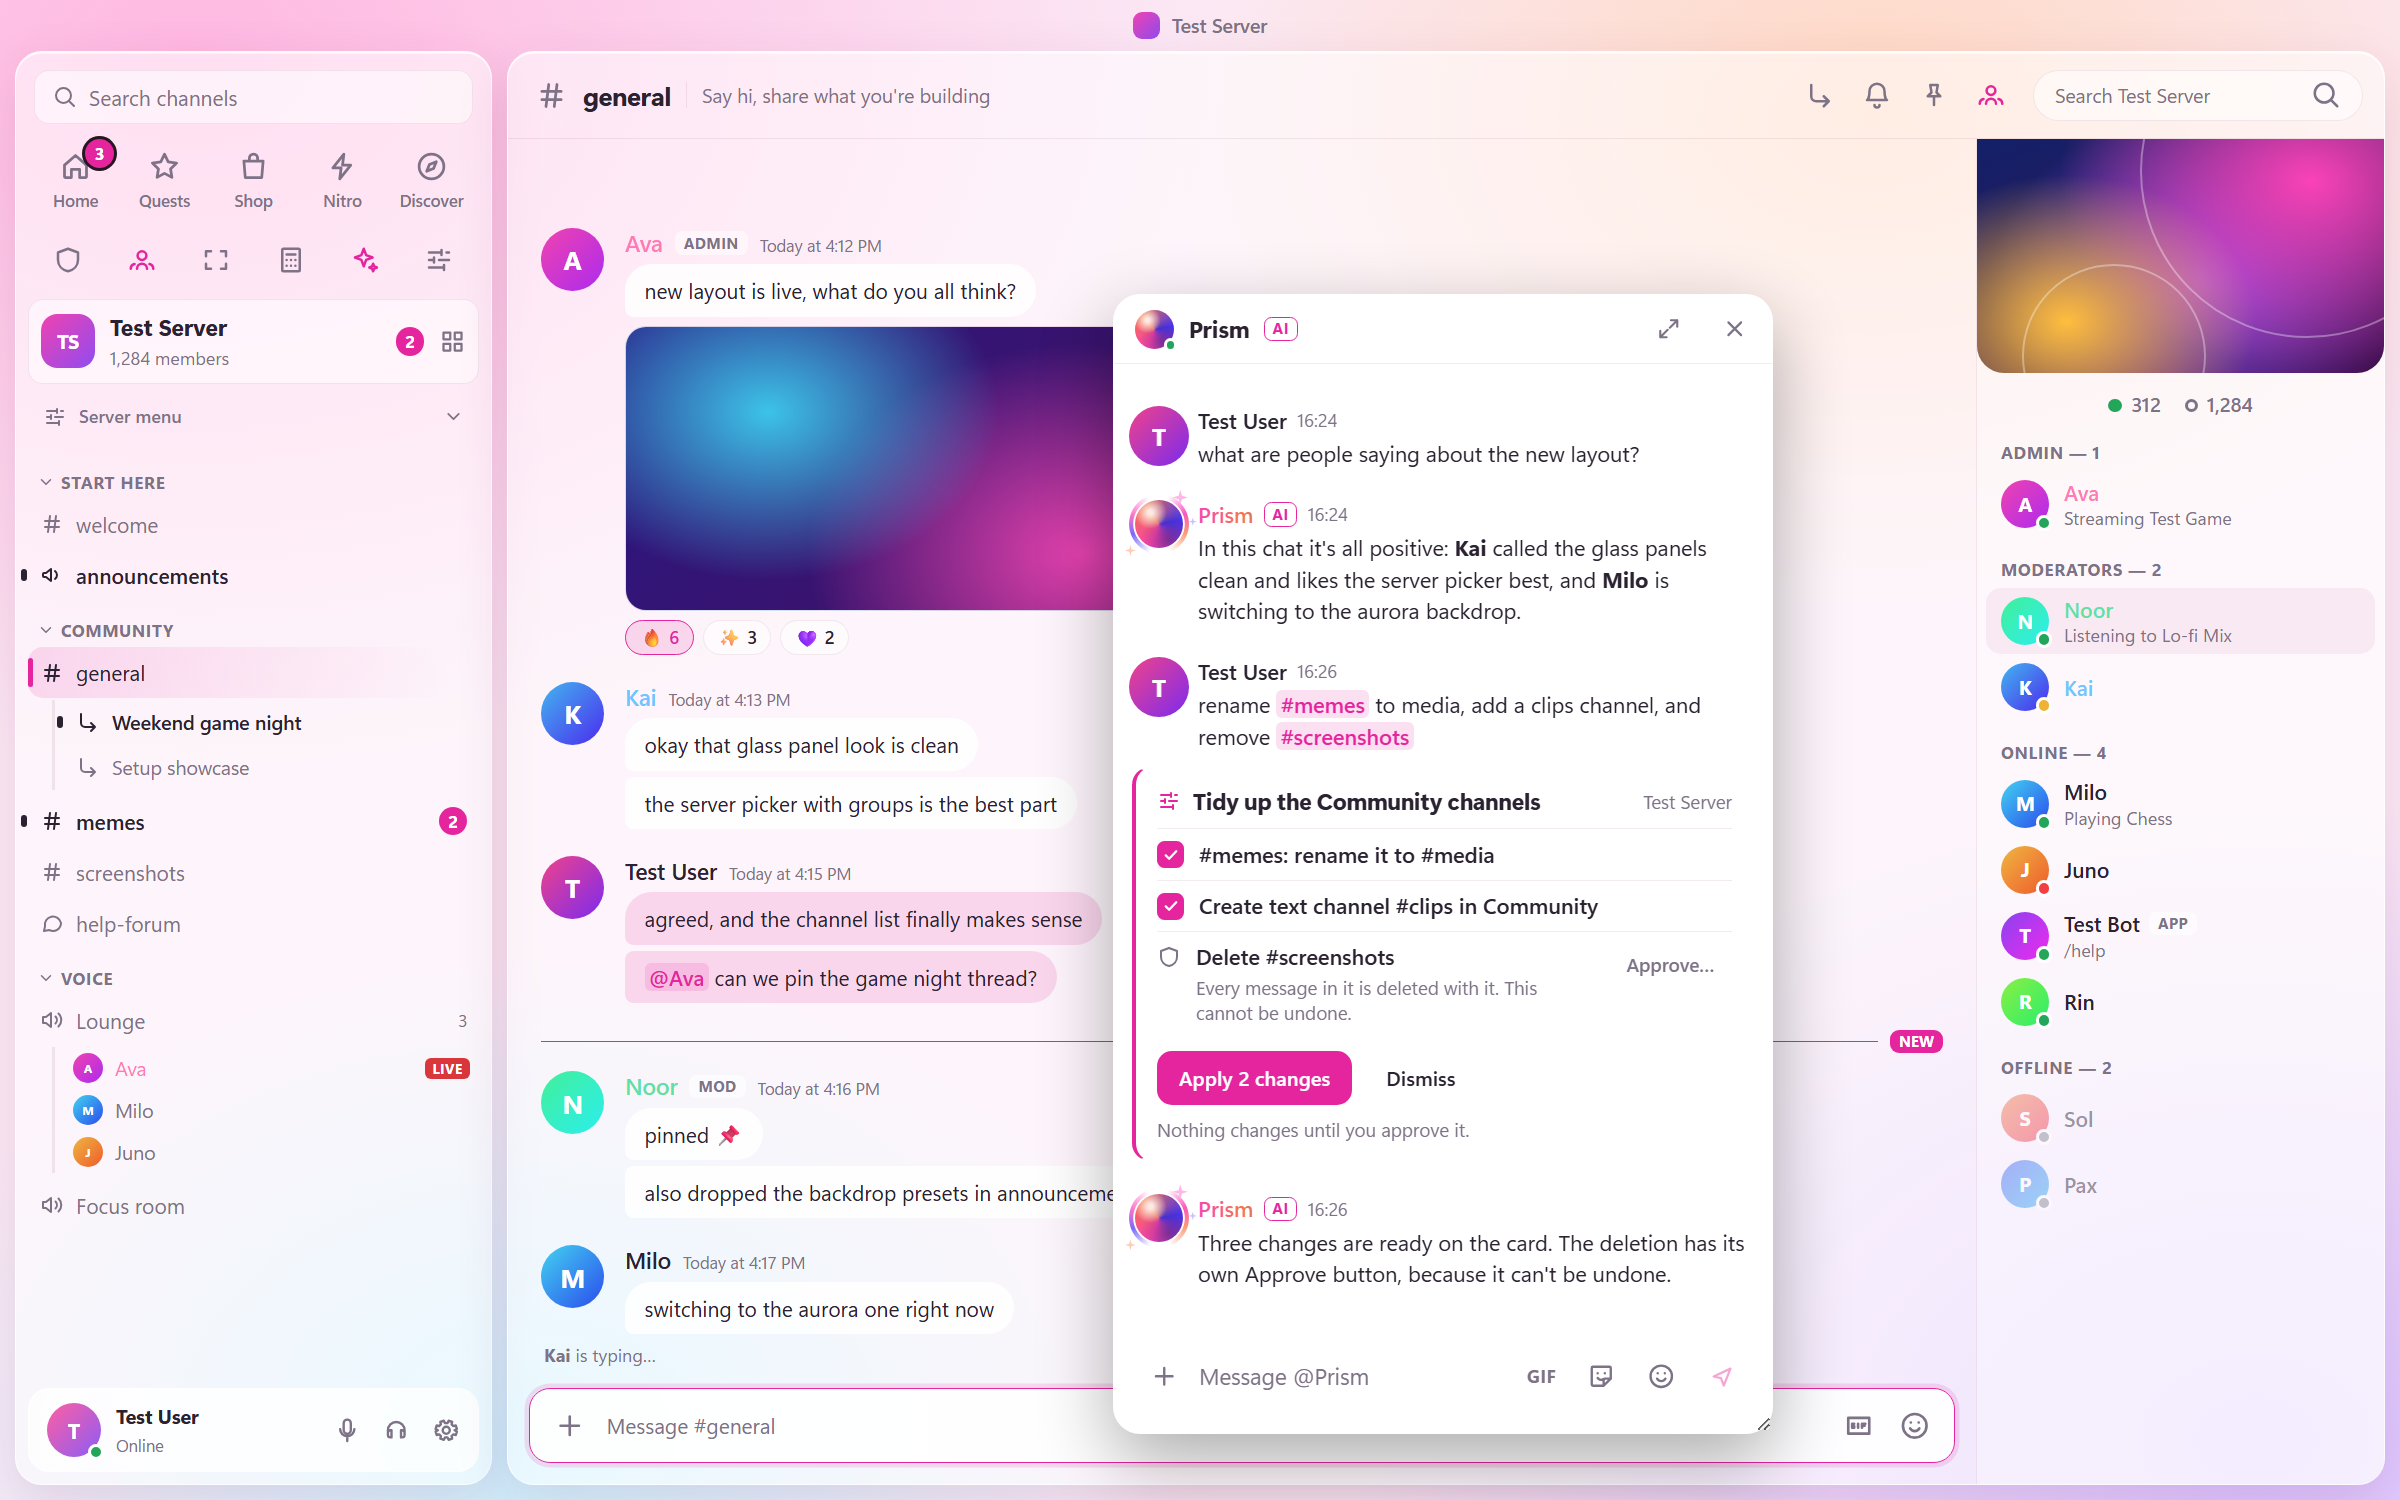 Test Server
Search channels
3
Home
Quests
Shop
Nitro
Discover
TS
Test Server
1,284 members
2
Server menu
START HERE
welcome
announcements
COMMUNITY
general
Weekend game night
Setup showcase
memes
2
screenshots
help-forum
VOICE
Lounge
3
A
Ava
LIVE
M
Milo
J
Juno
Focus room
T
Test User
Online
# general
Say hi, share what you're building
Search Test Server
A
Ava ADMIN Today at 4:12 PM
new layout is live, what do you all think?
🔥 6 ✨ 3 💜 2
K
Kai Today at 4:13 PM
okay that glass panel look is clean
the server picker with groups is the best part
T
Test User Today at 4:15 PM
agreed, and the channel list finally makes sense
@Ava can we pin the game night thread?
NEW
N
Noor MOD Today at 4:16 PM
pinned 📌
also dropped the backdrop presets in announceme
M
Milo Today at 4:17 PM
switching to the aurora one right now
Kai is typing...
Message #general
GIF
Prism AI
T
Test User 16:24
what are people saying about the new layout?
Prism AI 16:24
In this chat it's all positive: Kai called the glass panels
clean and likes the server picker best, and Milo is
switching to the aurora backdrop.
T
Test User 16:26
rename #memes to media, add a clips channel, and
remove #screenshots
Tidy up the Community channels
Test Server
#memes: rename it to #media
Create text channel #clips in Community
Delete #screenshots
Every message in it is deleted with it. This
cannot be undone.
Approve...
Apply 2 changes
Dismiss
Nothing changes until you approve it.
Prism AI 16:26
Three changes are ready on the card. The deletion has its
own Approve button, because it can't be undone.
Message @Prism
GIF
312
1,284
ADMIN — 1
A
Ava
Streaming Test Game
MODERATORS — 2
N
Noor
Listening to Lo-fi Mix
K
Kai
ONLINE — 4
M
Milo
Playing Chess
J
Juno
T
Test Bot APP
/help
R
Rin
OFFLINE — 2
S
Sol
P
Pax